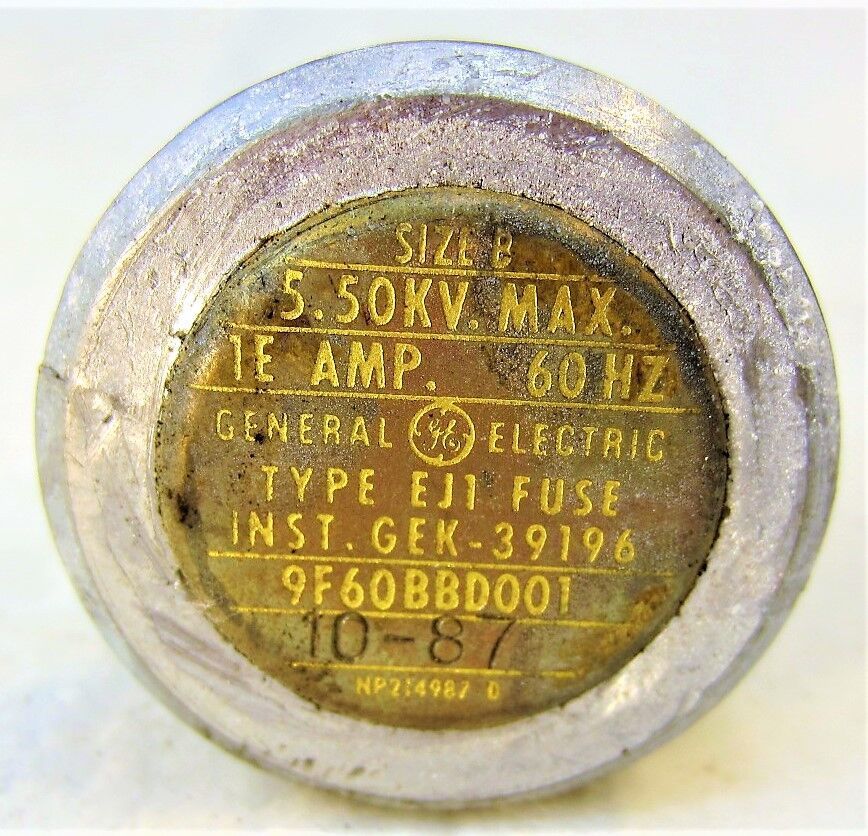 SIZE B
5.50KV. MAX.
1E AMP. 60 HZ
GENERAL GE ELECTRIC
TYPE EJ1 FUSE
INST. GEK-39196
9F60BBD001
10-87
NP214987 D